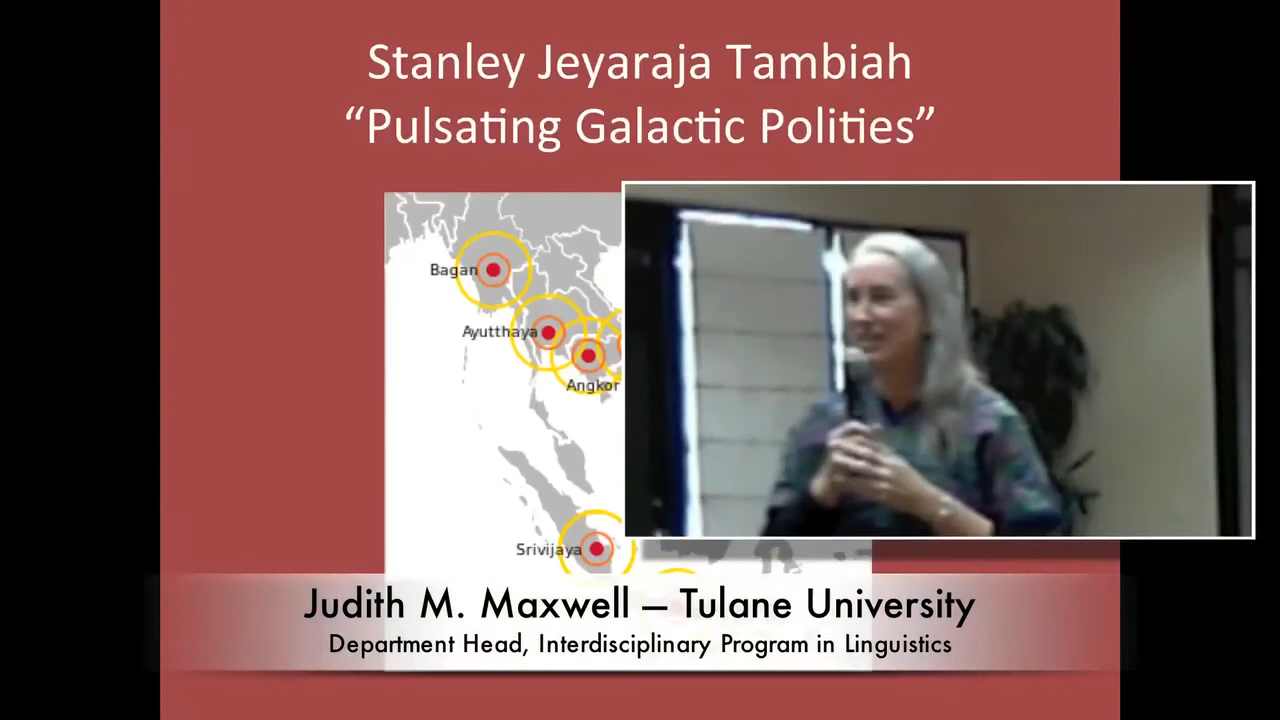 Stanley Jeyaraja Tambiah
“Pulsating Galactic Polities”
Bagan
Ayutthaya
Angkor
Srivijaya
Judith M. Maxwell – Tulane University
Department Head, Interdisciplinary Program in Linguistics